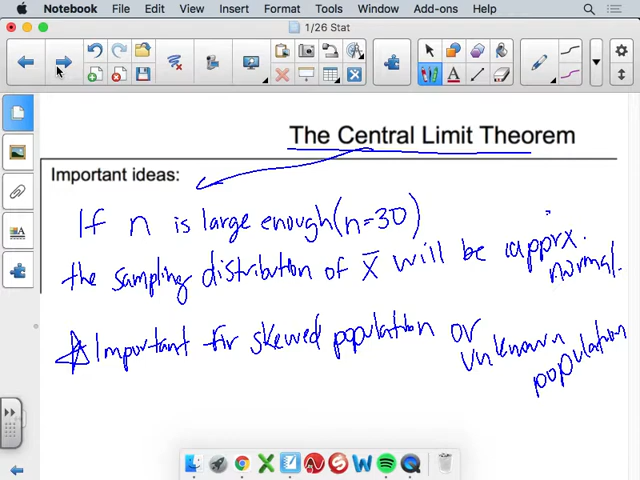 Notebook File Edit View Insert Format Tools Window Add-ons Help
1/26 Stat
The Central Limit Theorem
Important ideas:
If n is large enough (n=30)
the sampling distribution of x̄ will be apprx.
normal.
Important for skewed population or
unknown
population